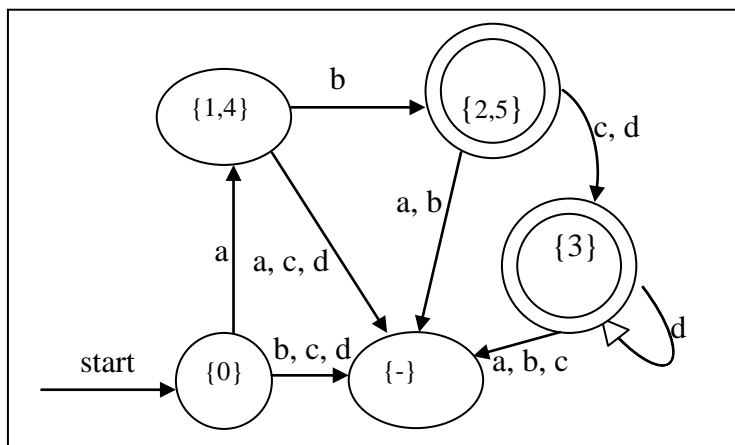 b
{1,4}
{2,5}
c, d
a, b
{3}
a
a, c, d
d
start
{0}
b, c, d
{-}
a, b, c